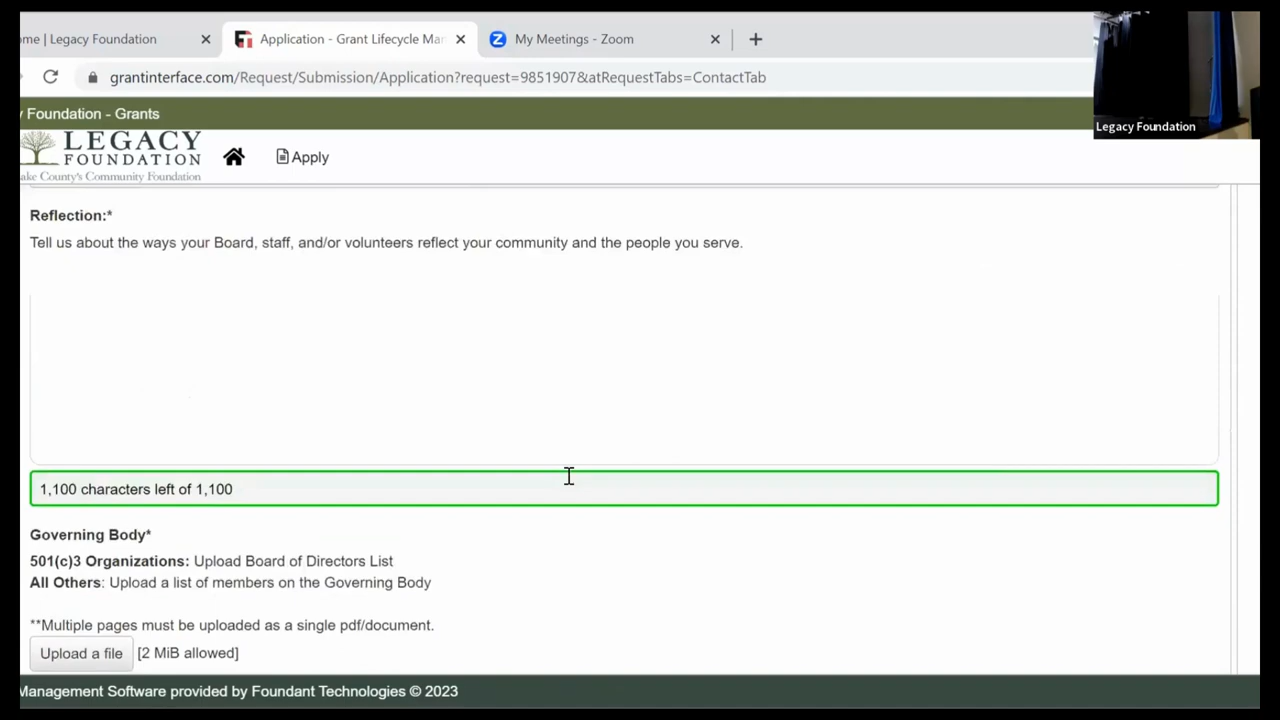 ome | Legacy Foundation
Application - Grant Lifecycle Mar
My Meetings - Zoom
grantinterface.com/Request/Submission/Application?request=9851907&atRequestTabs=ContactTab
Foundation - Grants
Legacy Foundation
LEGACY
FOUNDATION
ake County's Community Foundation
Apply
Reflection:*
Tell us about the ways your Board, staff, and/or volunteers reflect your community and the people you serve.
1,100 characters left of 1,100
Governing Body*
501(c)3 Organizations: Upload Board of Directors List
All Others: Upload a list of members on the Governing Body
**Multiple pages must be uploaded as a single pdf/document.
Upload a file [2 MiB allowed]
Management Software provided by Foundant Technologies © 2023